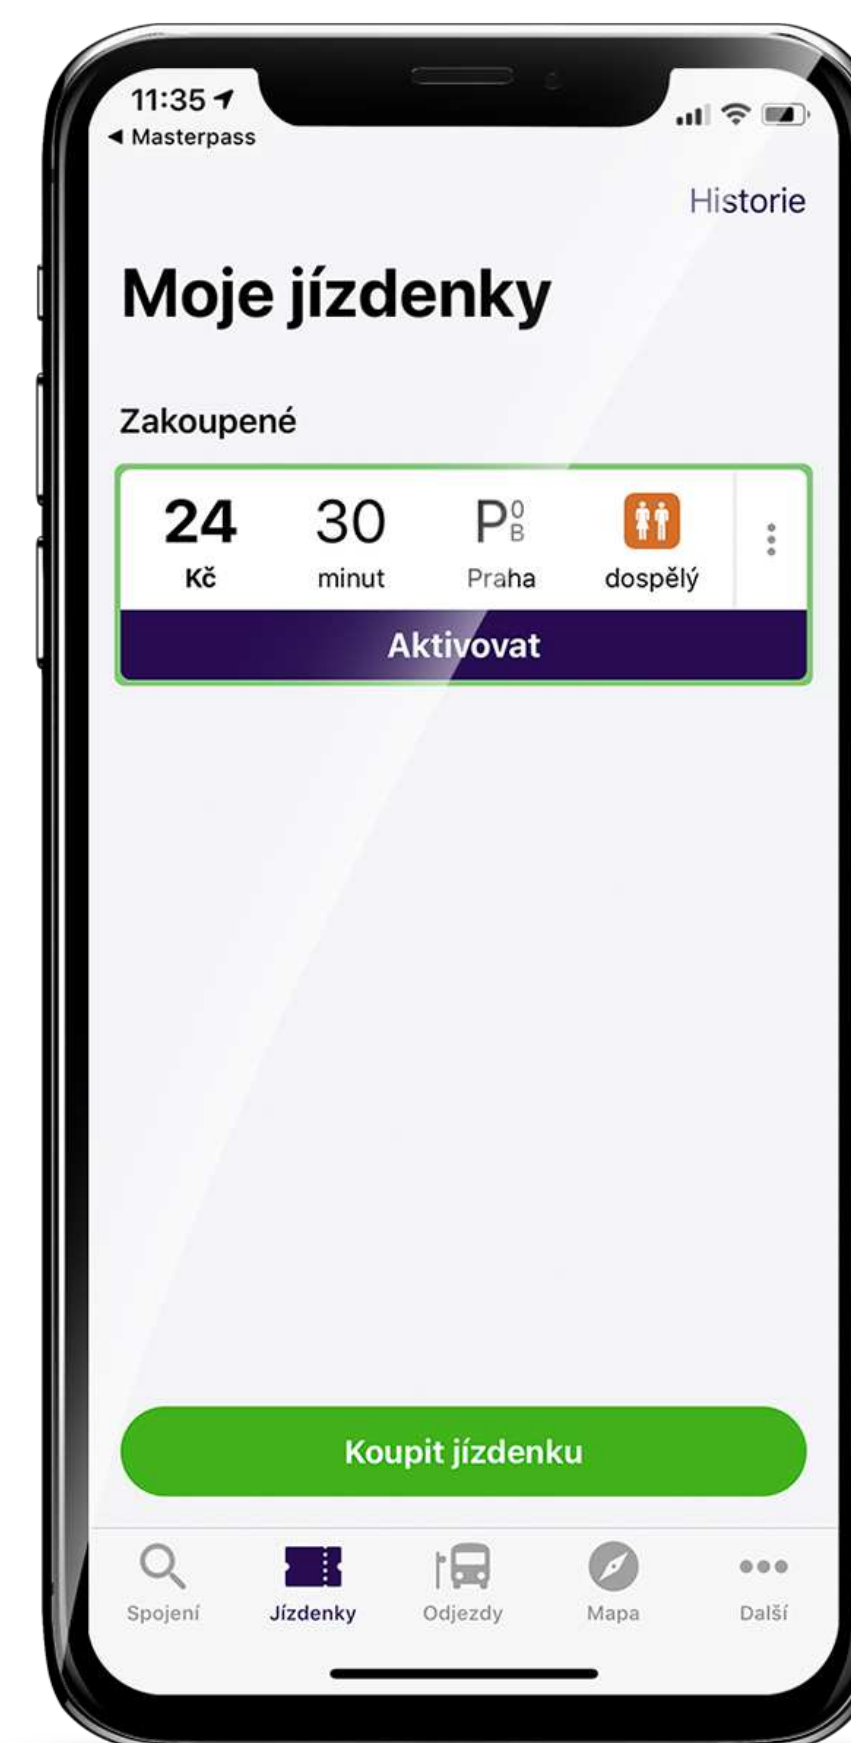 11:35
◀ Masterpass
Historie
Moje jízdenky
Zakoupené
24 30 P 0 B
Kč minut Praha dospělý
Aktivovat
Koupit jízdenku
Spojení Jízdenky Odjezdy Mapa Další